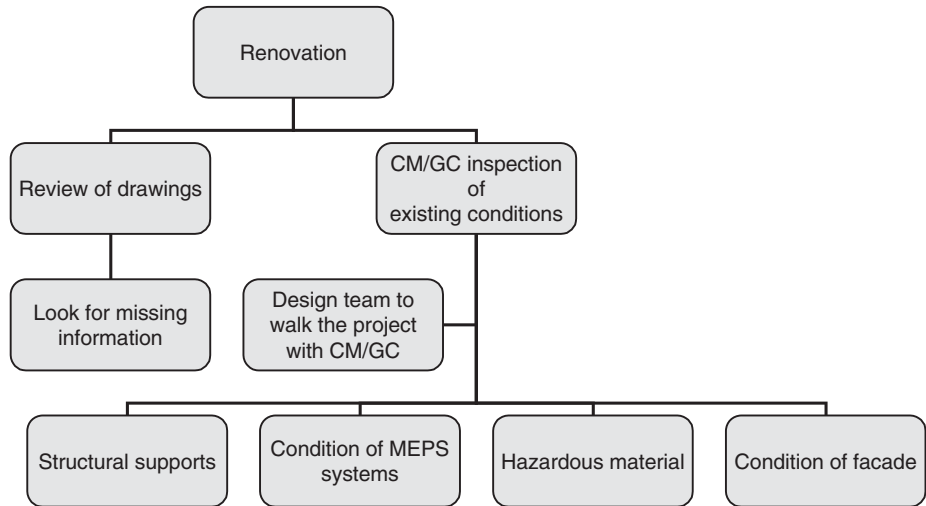 Renovation
Review of drawings
CM/GC inspection
of
existing conditions
Look for missing
information
Design team to
walk the project
with CM/GC
Structural supports
Condition of MEPS
systems
Hazardous material
Condition of facade